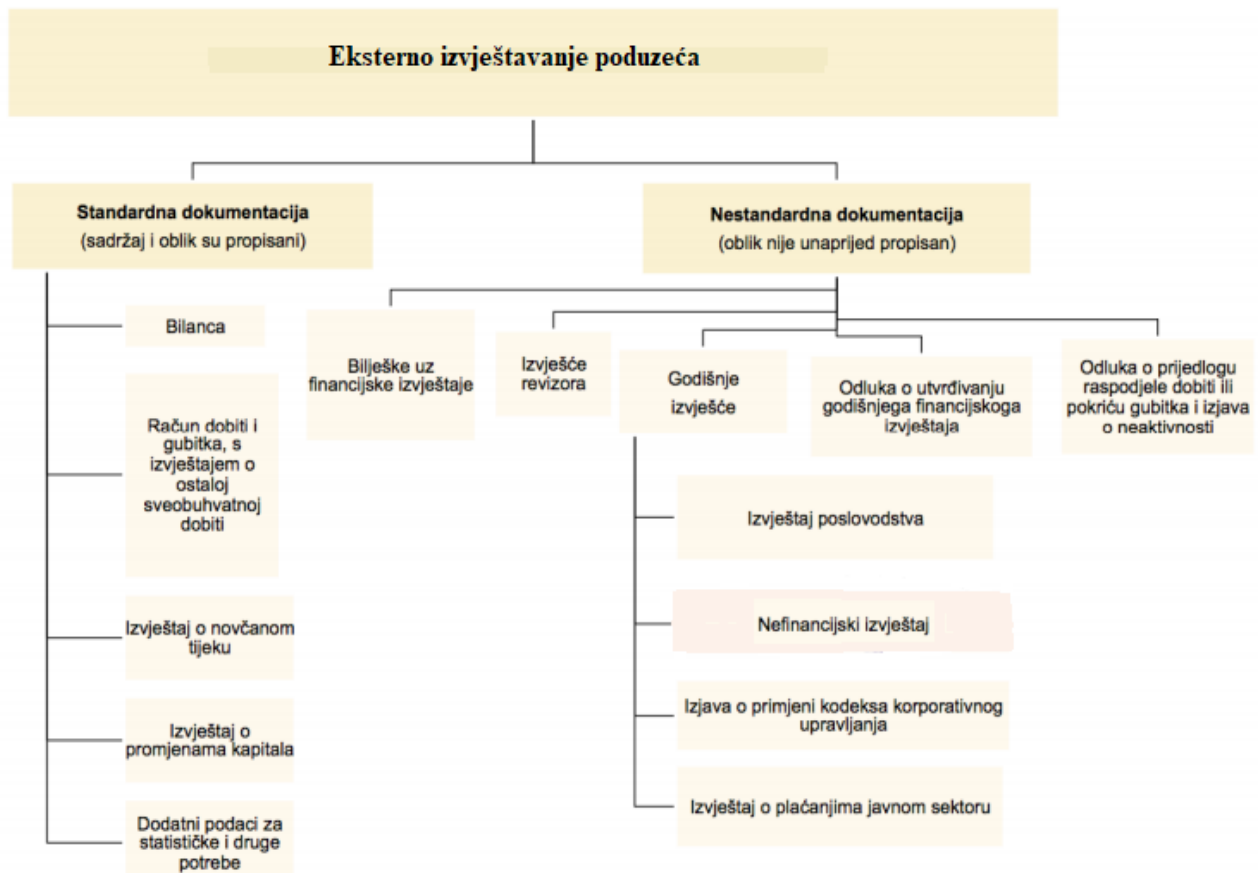 Eksterno izvještavanje poduzeća
Standardna dokumentacija
(sadržaj i oblik su propisani)
Nestandardna dokumentacija
(oblik nije unaprijed propisan)
Bilanca
Račun dobiti i
gubitka, s
izvještajem o
ostaloj
sveobuhvatnoj
dobiti
Izvještaj o novčanom
tijeku
Izvještaj o
promjenama kapitala
Dodatni podaci za
statističke i druge
potrebe
Bilješke uz
financijske izvještaje
Izvješće
revizora
Godišnje
izvješće
Odluka o utvrđivanju
godišnjega financijskoga
izvještaja
Odluka o prijedlogu
raspodjele dobiti ili
pokriću gubitka i izjava
o neaktivnosti
Izvještaj poslovodstva
Nefinancijski izvještaj
Izjava o primjeni kodeksa korporativnog
upravljanja
Izvještaj o plaćanjima javnom sektoru